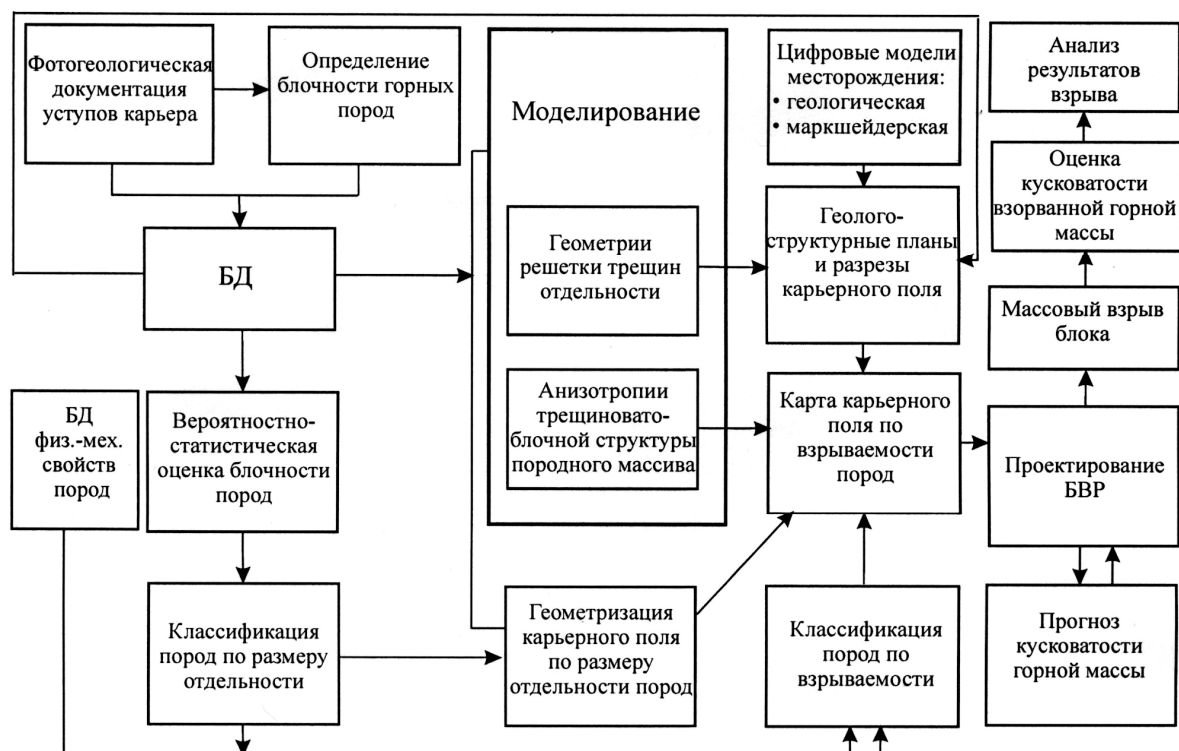 Фотогеологическая
документация
уступов карьера
Определение
блочности горных
пород
Моделирование
Цифровые модели
месторождения:
• геологическая
• маркшейдерская
Анализ
результатов
взрыва
Оценка
кусковатости
взорванной горной
массы
БД
Геометрии
решетки трещин
отдельности
Геолого-
структурные планы
и разрезы
карьерного поля
Массовый взрыв
блока
БД
физ.-мех.
свойств
пород
Вероятностно-
статистическая
оценка блочности
пород
Анизотропии
трещиновато-
блочной структуры
породного массива
Карта карьерного
поля по
взрываемости
пород
Проектирование
БВР
Классификация
пород по размеру
отдельности
Геометризация
карьерного поля
по размеру
отдельности пород
Классификация
пород по
взрываемости
Прогноз
кусковатости
горной массы